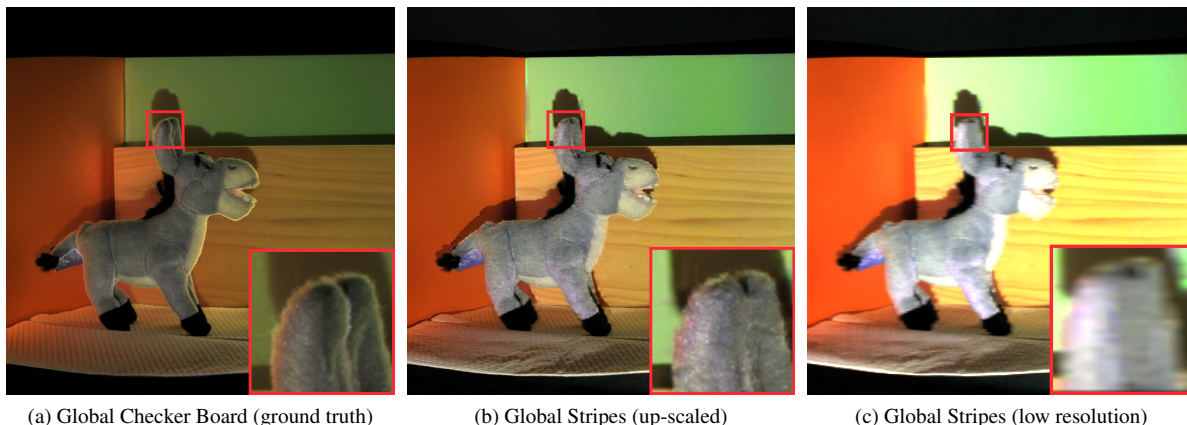 (a) Global Checker Board (ground truth)
(b) Global Stripes (up-scaled)
(c) Global Stripes (low resolution)